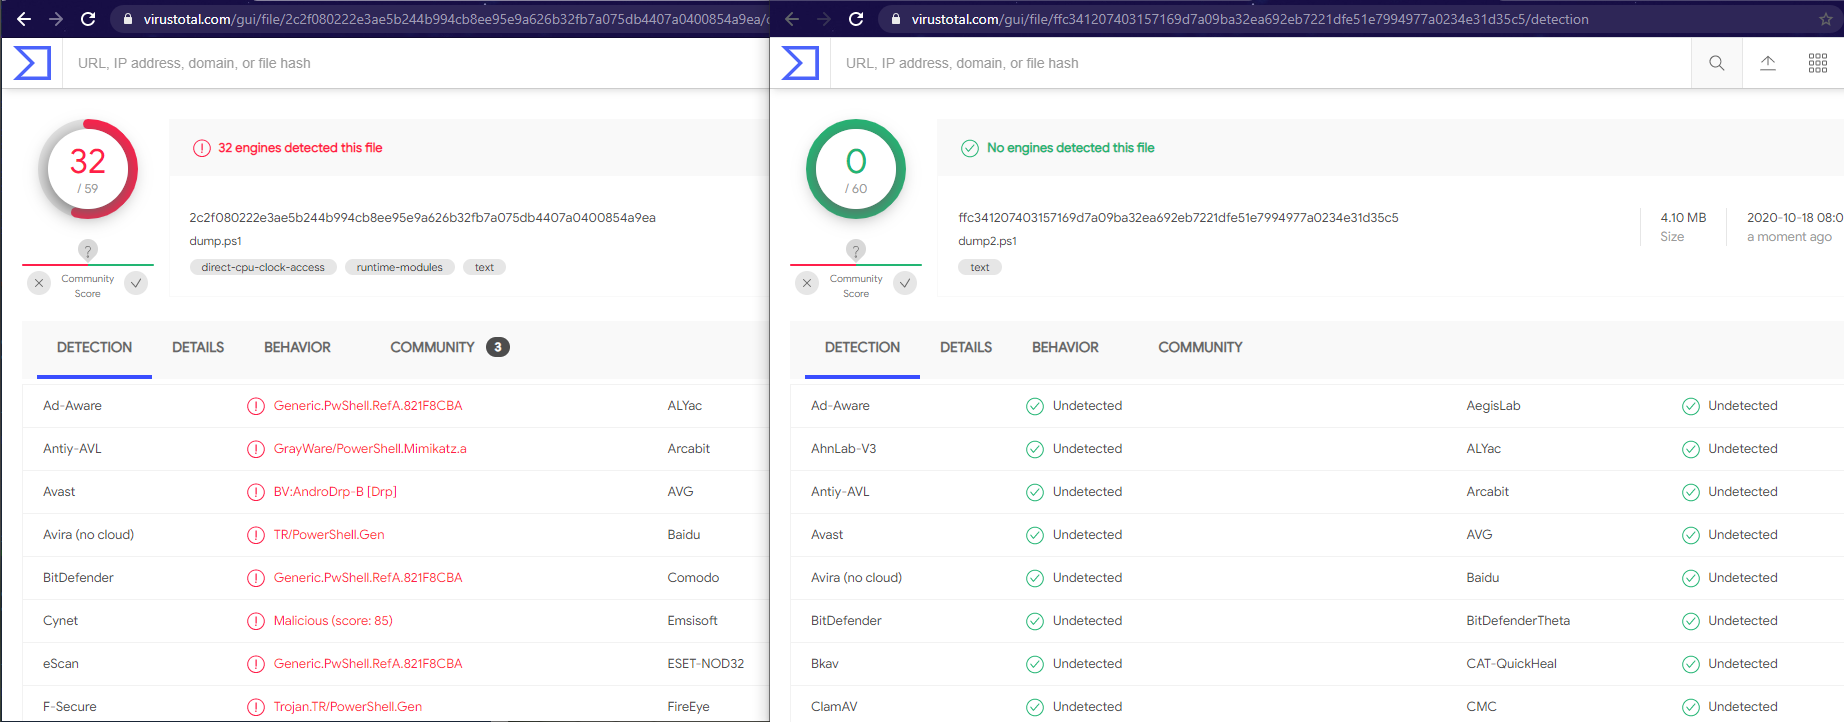 virustotal.com/gui/file/2c2f080222e3ae5b244b994cb8ee95e9a626b32fb7a075db4407a0400854a9ea/
URL, IP address, domain, or file hash
32
/ 59
32 engines detected this file
2c2f080222e3ae5b244b994cb8ee95e9a626b32fb7a075db4407a0400854a9ea
dump.ps1
direct-cpu-clock-access runtime-modules text
?
Community
Score
DETECTION DETAILS BEHAVIOR COMMUNITY 3
Ad-Aware Generic.PwShell.RefA.821F8CBA ALYac
Antiy-AVL GrayWare/PowerShell.Mimikatz.a Arcabit
Avast BV:AndroDrp-B [Drp] AVG
Avira (no cloud) TR/PowerShell.Gen Baidu
BitDefender Generic.PwShell.RefA.821F8CBA Comodo
Cynet Malicious (score: 85) Emsisoft
eScan Generic.PwShell.RefA.821F8CBA ESET-NOD32
F-Secure Trojan.TR/PowerShell.Gen FireEye
virustotal.com/gui/file/ffc341207403157169d7a09ba32ea692eb7221dfe51e7994977a0234e31d35c5/detection
URL, IP address, domain, or file hash
0
/ 60
No engines detected this file
ffc341207403157169d7a09ba32ea692eb7221dfe51e7994977a0234e31d35c5
dump2.ps1
text
4.10 MB
Size
2020-10-18 08:0
a moment ago
?
Community
Score
DETECTION DETAILS BEHAVIOR COMMUNITY
Ad-Aware Undetected AegisLab Undetected
AhnLab-V3 Undetected ALYac Undetected
Antiy-AVL Undetected Arcabit Undetected
Avast Undetected AVG Undetected
Avira (no cloud) Undetected Baidu Undetected
BitDefender Undetected BitDefenderTheta Undetected
Bkav Undetected CAT-QuickHeal Undetected
ClamAV Undetected CMC Undetected